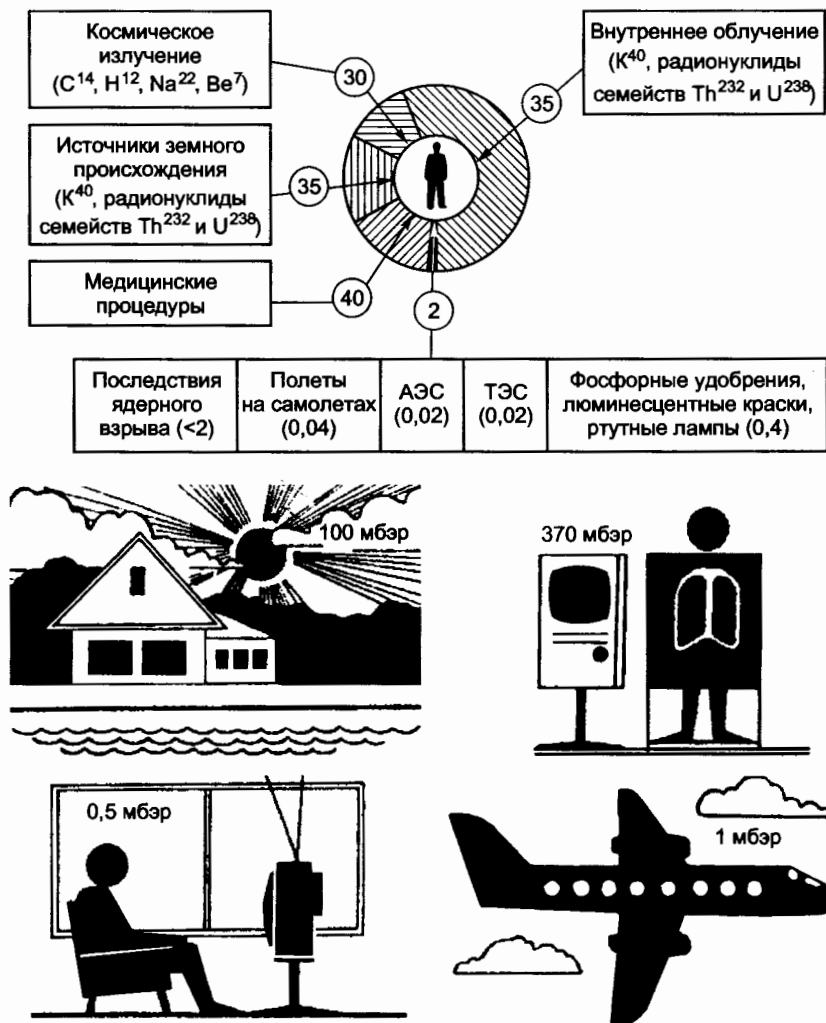 Космическое
излучение
(C¹⁴, H¹², Na²², Be⁷)
30
Внутреннее облучение
(K⁴⁰, радионуклиды
семейств Th²³² и U²³⁸)
35
Источники земного
происхождения
(K⁴⁰, радионуклиды
семейств Th²³² и U²³⁸)
35
Медицинские
процедуры
40
2
Последствия
ядерного
взрыва (<2)
Полеты
на самолетах
(0,04)
АЭС
(0,02)
ТЭС
(0,02)
Фосфорные удобрения,
люминесцентные краски,
ртутные лампы (0,4)
100 мбэр
370 мбэр
0,5 мбэр
1 мбэр